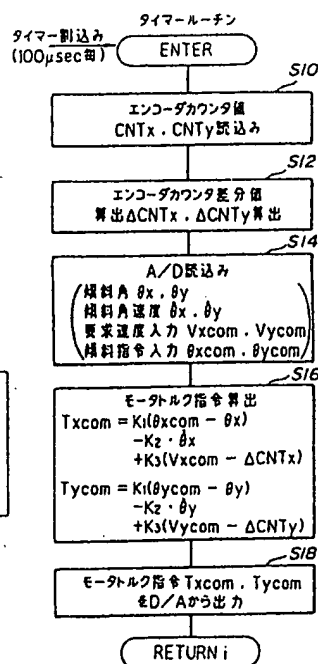 タイマールーチン
タイマー割込み
(100μsec毎)
ENTER
S10
エンコーダカウンタ値
CNTx．CNTy読込み
S12
エンコーダカウンタ差分値
算出ΔCNTx．ΔCNTy算出
S14
A/D読込み
傾斜角 θx．θy
傾斜角速度 θ̇x．θ̇y
要求速度入力 Vxcom．Vycom
傾斜指令入力 θxcom．θycom
S16
モータトルク指令算出
Txcom = K1(θxcom − θx)
−K2・θ̇x
+K3(Vxcom − ΔCNTx)
Tycom = K1(θycom − θy)
−K2・θ̇y
+K3(Vycom − ΔCNTy)
S18
モータトルク指令Txcom．Tycom
をD/Aから出力
RETURN i